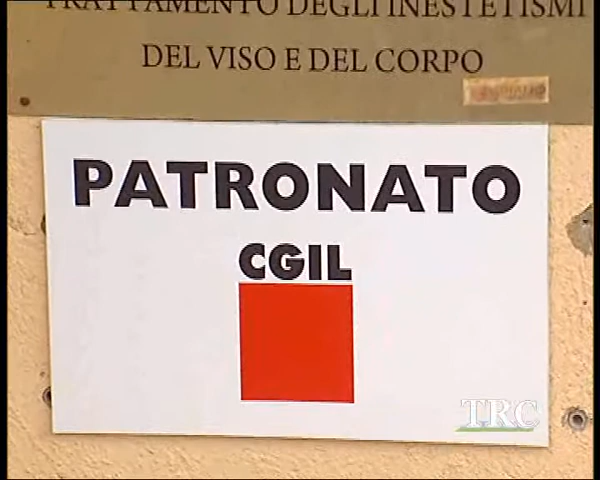 TRATTAMENTO DEGLI INESTETISMI
DEL VISO E DEL CORPO
PATRONATO
CGIL
TRC